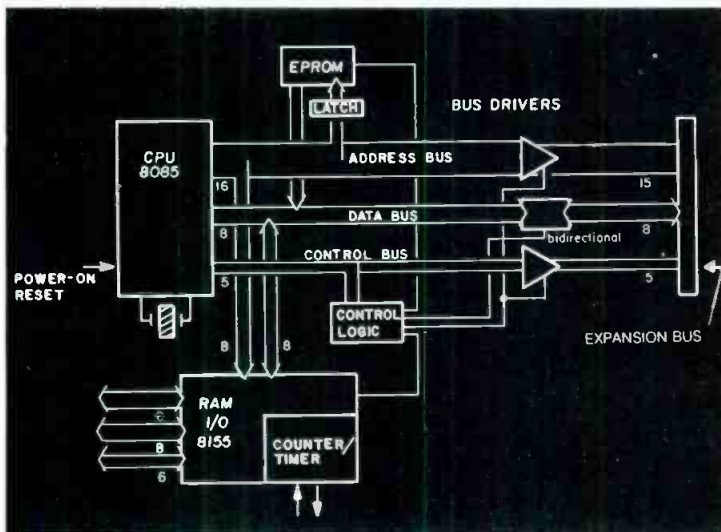 EPROM
LATCH
BUS DRIVERS
CPU
8085
ADDRESS BUS
16
15
DATA BUS
8
8
bidirectional
CONTROL BUS
POWER-ON
RESET
5
5
CONTROL
LOGIC
EXPANSION BUS
8
8
RAM
I/O
8155
COUNTER/
TIMER
8
6